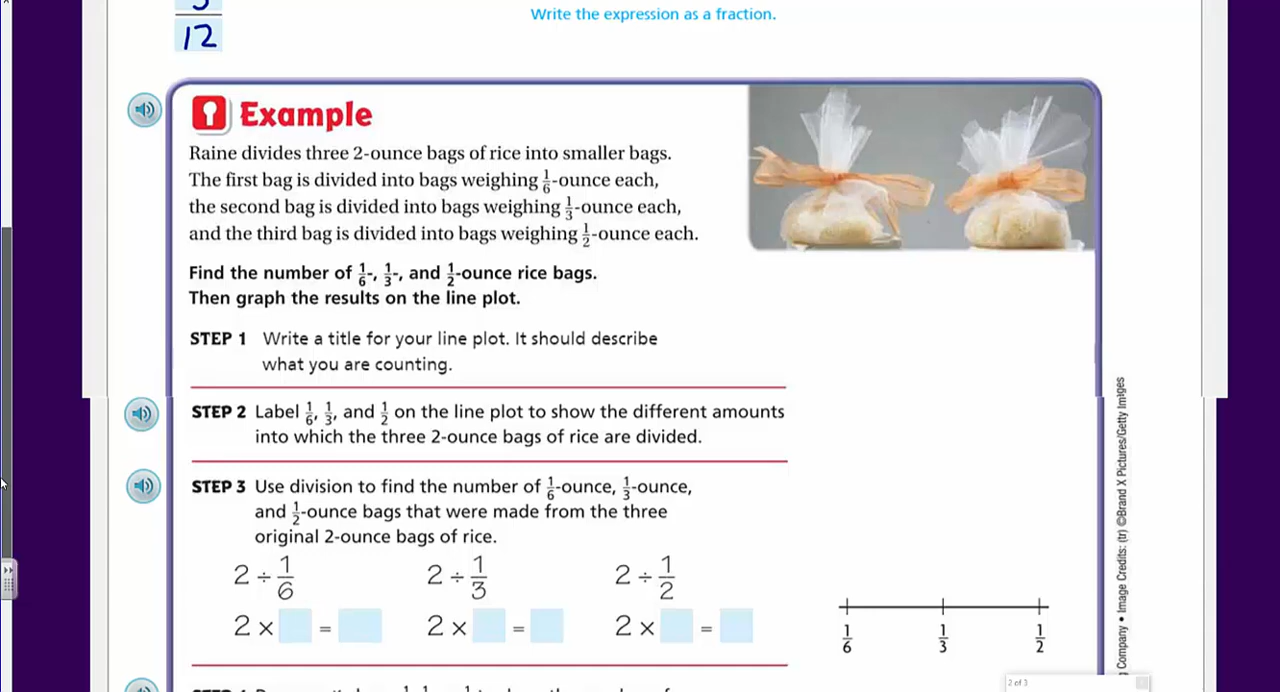 12
Write the expression as a fraction.
Example
Raine divides three 2-ounce bags of rice into smaller bags.
The first bag is divided into bags weighing 1/6-ounce each,
the second bag is divided into bags weighing 1/3-ounce each,
and the third bag is divided into bags weighing 1/2-ounce each.
Find the number of 1/6-, 1/3-, and 1/2-ounce rice bags.
Then graph the results on the line plot.
STEP 1 Write a title for your line plot. It should describe
what you are counting.
STEP 2 Label 1/6, 1/3, and 1/2 on the line plot to show the different amounts
into which the three 2-ounce bags of rice are divided.
STEP 3 Use division to find the number of 1/6-ounce, 1/3-ounce,
and 1/2-ounce bags that were made from the three
original 2-ounce bags of rice.
2 ÷ 1/6 2 ÷ 1/3 2 ÷ 1/2
2 × = 2 × = 2 × =
1/6 1/3 1/2
Company • Image Credits: (tr) ©Brand X Pictures/Getty Images
2 of 3